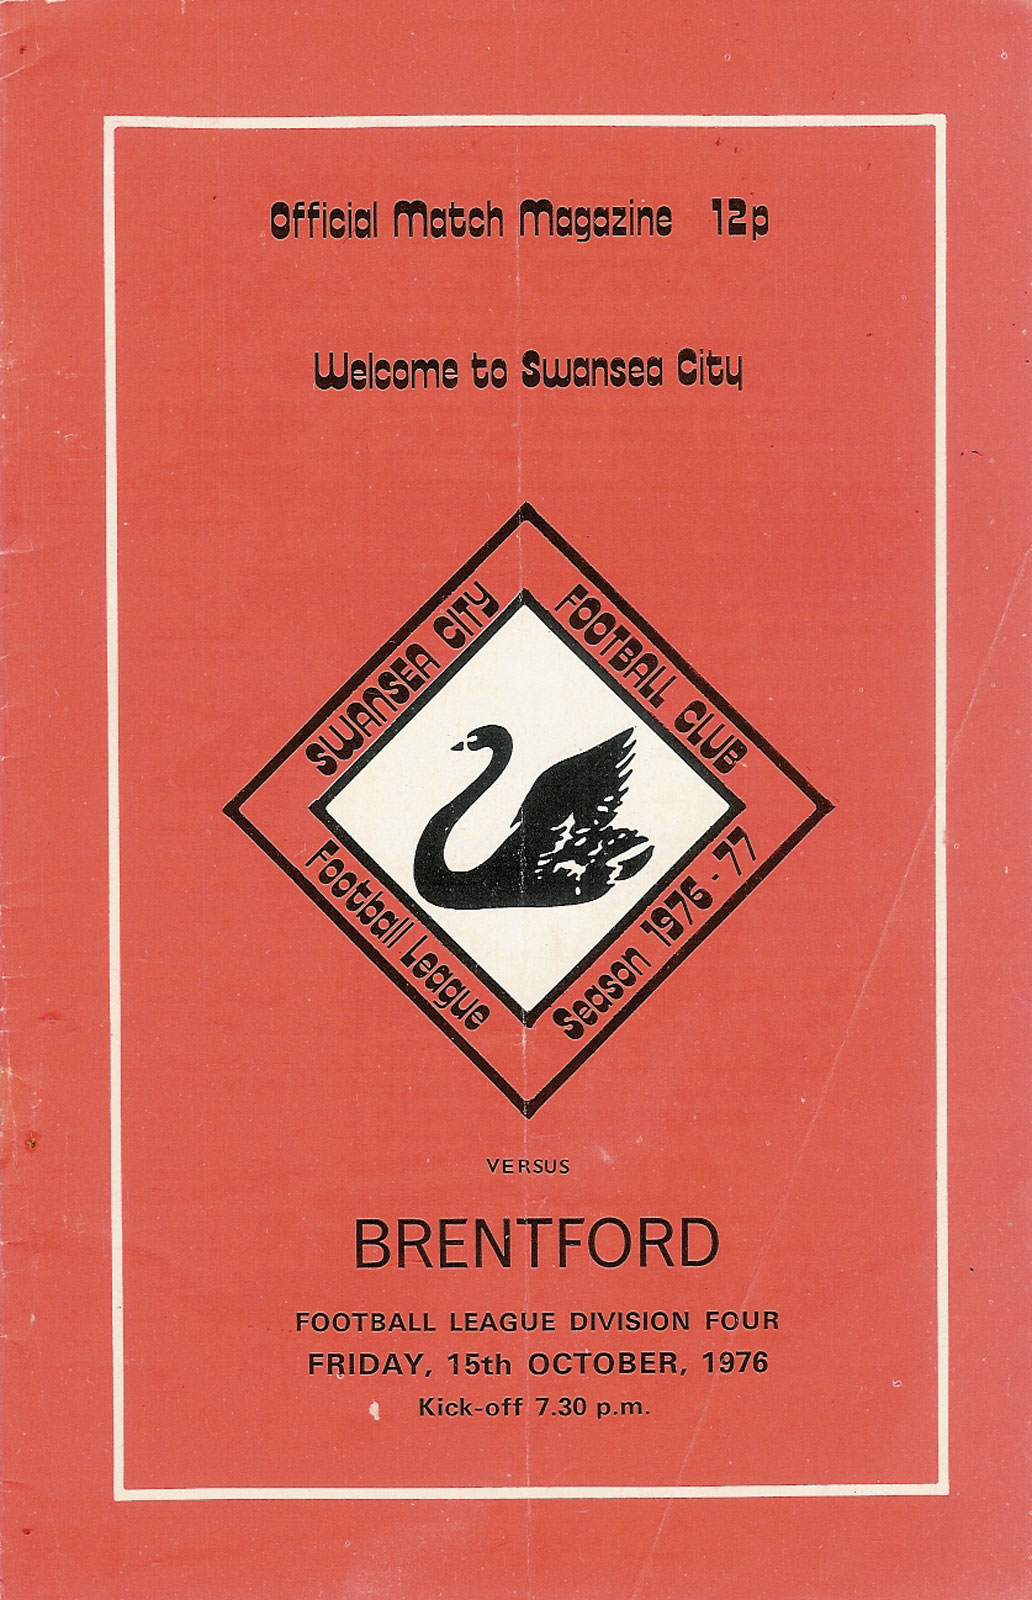 Official Match Magazine 12p
Welcome to Swansea City
SWANSEA CITY
FOOTBALL CLUB
Football League
Season 1976-77
VERSUS
BRENTFORD
FOOTBALL LEAGUE DIVISION FOUR
FRIDAY, 15th OCTOBER, 1976
Kick-off 7.30 p.m.